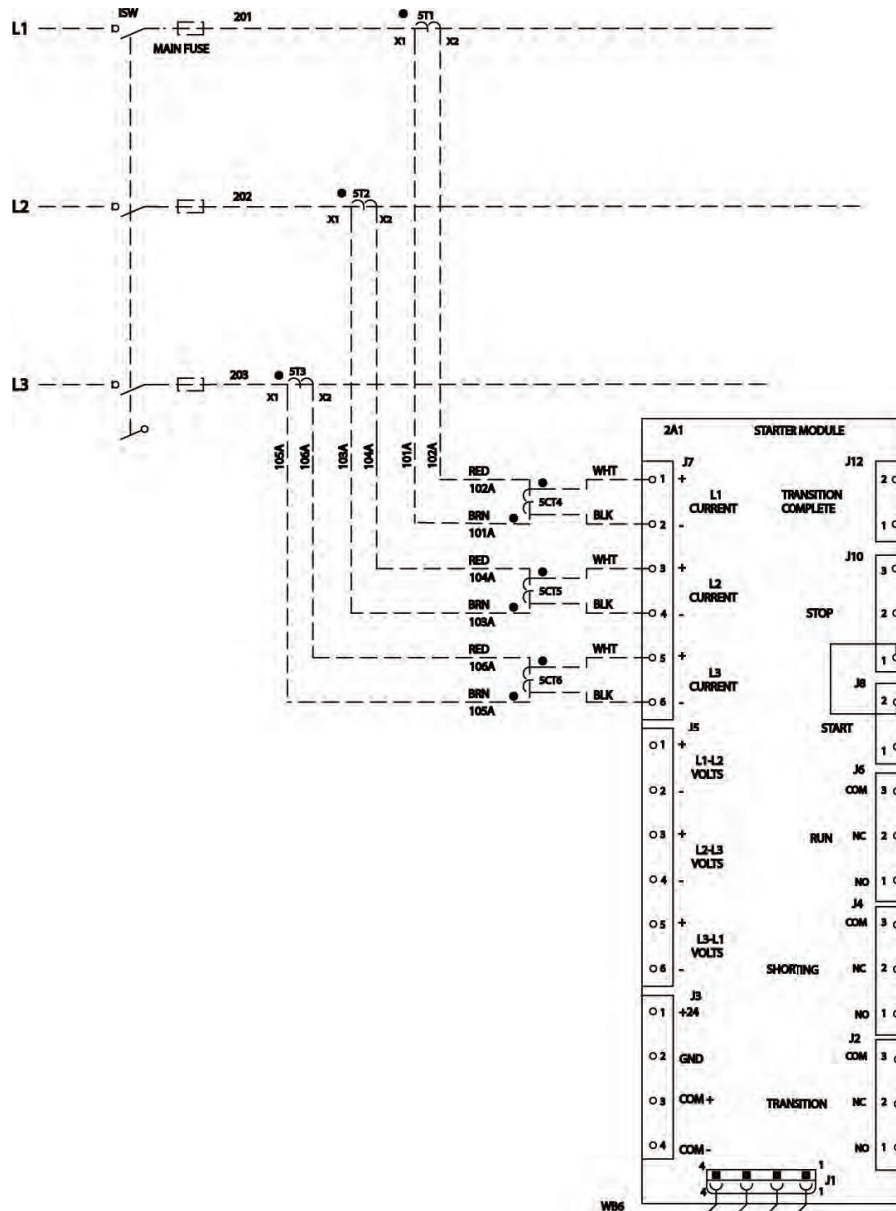 ISW
L1
201
5T1
X1
X2
MAIN FUSE
L2
202
5T2
X1
X2
L3
203
5T3
X1
X2
105A
106A
103A
104A
101A
102A
2A1
STARTER MODULE
J7
RED
102A
WHT
1 +
5CT4
L1
CURRENT
BRN
101A
BLK
2 -
RED
104A
WHT
3 +
5CT5
L2
CURRENT
BRN
103A
BLK
4 -
RED
106A
WHT
5 +
5CT6
L3
CURRENT
BRN
105A
BLK
6 -
J5
1 +
L1-L2
VOLTS
2 -
3 +
L2-L3
VOLTS
4 -
5 +
L3-L1
VOLTS
6 -
J3
1 +24
2 GND
3 COM +
4 COM -
J12
TRANSITION
COMPLETE
2
1
J10
3
STOP
2
1
J8
2
START
1
J6
COM 3
RUN
NC 2
NO 1
J4
COM 3
SHORTING
NC 2
NO 1
J2
COM 3
TRANSITION
NC 2
NO 1
4
1
J1
4
1
WB6